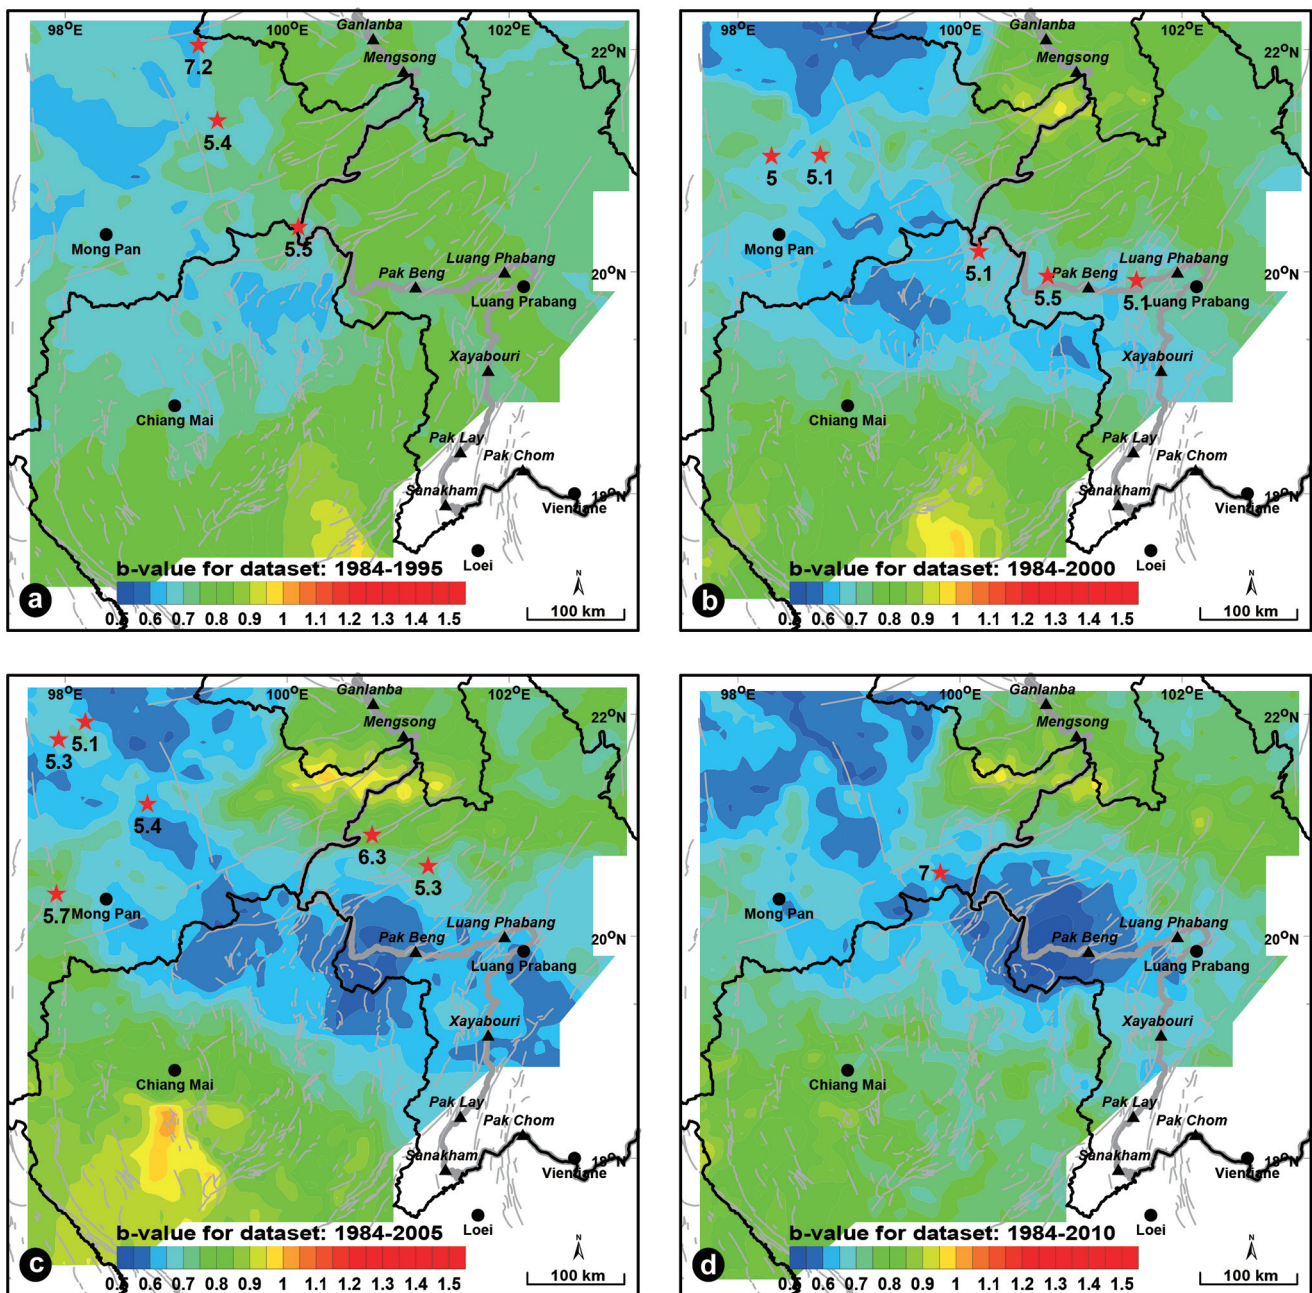 98°E
100°E
102°E
Ganlanba
22°N
Mengsong
7.2
5.4
5.5
Mong Pan
Luang Phabang
20°N
Pak Beng
Luang Prabang
Xayabouri
Chiang Mai
Pak Lay
Pak Chom
Sanakham
18°N
Vientiane
Loei
b-value for dataset: 1984-1995
N
a
0.5 0.6 0.7 0.8 0.9 1 1.1 1.2 1.3 1.4 1.5
100 km
98°E
100°E
102°E
Ganlanba
22°N
Mengsong
5
5.1
Mong Pan
5.1
Luang Phabang
20°N
Pak Beng
5.5
5.1
Luang Prabang
Xayabouri
Chiang Mai
Pak Lay
Pak Chom
Sanakham
18°N
Vientiane
Loei
b-value for dataset: 1984-2000
N
b
0.5 0.6 0.7 0.8 0.9 1 1.1 1.2 1.3 1.4 1.5
100 km
98°E
100°E
102°E
Ganlanba
22°N
Mengsong
5.1
5.3
5.4
6.3
5.3
5.7
Mong Pan
Luang Phabang
20°N
Pak Beng
Luang Prabang
Xayabouri
Chiang Mai
Pak Lay
Pak Chom
Sanakham
18°N
Vientiane
Loei
b-value for dataset: 1984-2005
N
c
0.5 0.6 0.7 0.8 0.9 1 1.1 1.2 1.3 1.4 1.5
100 km
98°E
100°E
102°E
Ganlanba
22°N
Mengsong
7
Mong Pan
Luang Phabang
20°N
Pak Beng
Luang Prabang
Xayabouri
Chiang Mai
Pak Lay
Pak Chom
Sanakham
18°N
Vientiane
Loei
b-value for dataset: 1984-2010
N
d
0.5 0.6 0.7 0.8 0.9 1 1.1 1.2 1.3 1.4 1.5
100 km